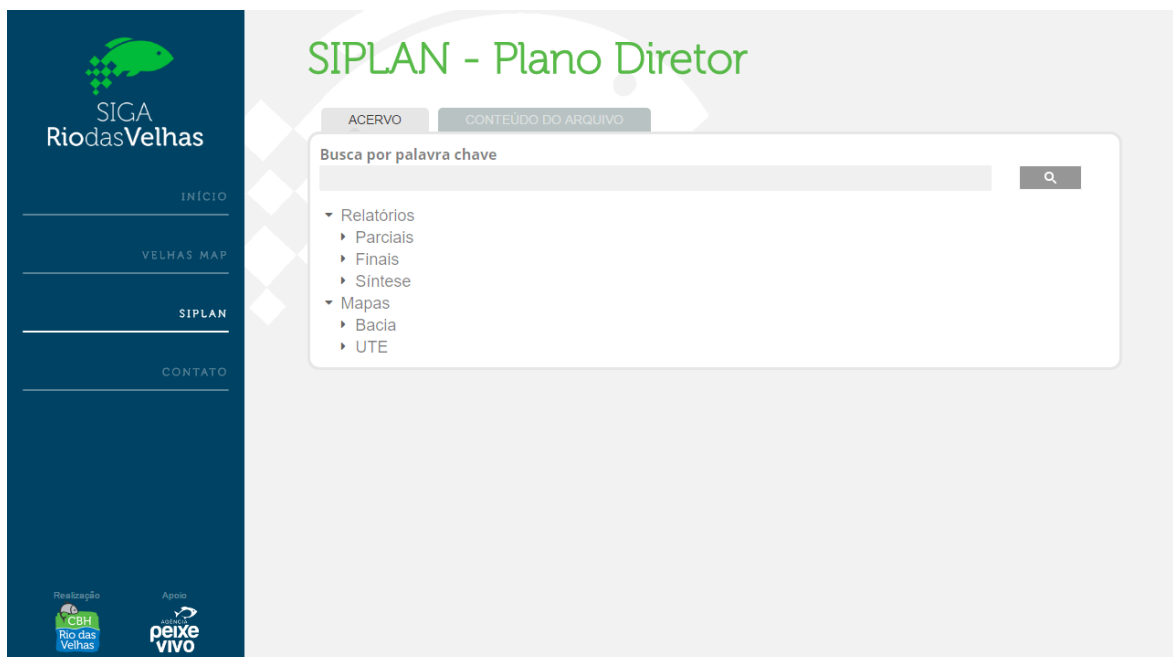 SIGA
RiodasVelhas
INÍCIO
VELHAS MAP
SIPLAN
CONTATO
Realização
Apoio
CBH
Rio das
Velhas
AGÊNCIA
peixe
vivo
SIPLAN - Plano Diretor
ACERVO
CONTEÚDO DO ARQUIVO
Busca por palavra chave
Relatórios
Parciais
Finais
Síntese
Mapas
Bacia
UTE